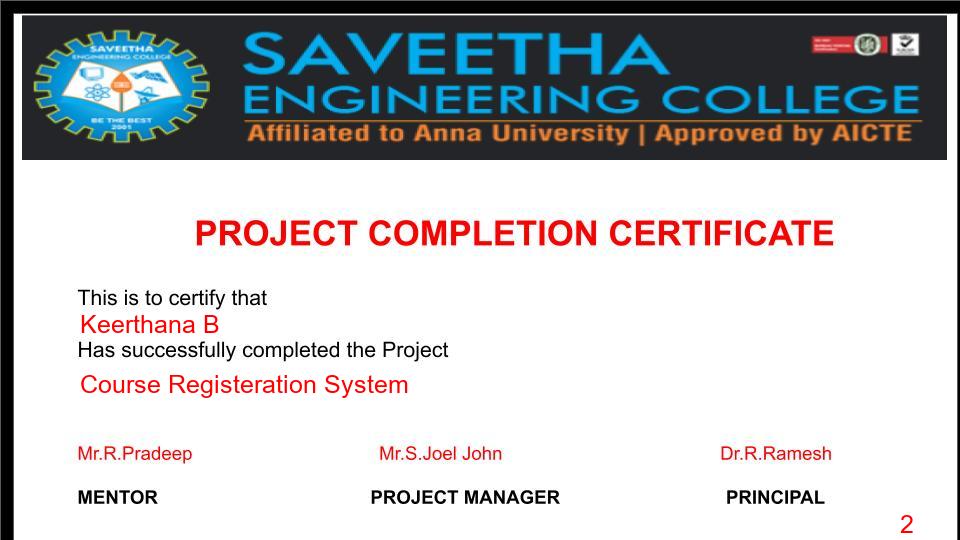 SAVEETHA
ENGINEERING COLLEGE
BE THE BEST
2001
SAVEETHA
ENGINEERING COLLEGE
Affiliated to Anna University | Approved by AICTE
PROJECT COMPLETION CERTIFICATE
This is to certify that
Keerthana B
Has successfully completed the Project
Course Registeration System
Mr.R.Pradeep Mr.S.Joel John Dr.R.Ramesh
MENTOR PROJECT MANAGER PRINCIPAL
2